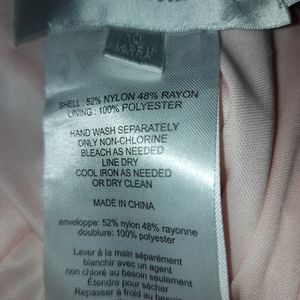 SHELL : 52% NYLON 48% RAYON
LINING : 100% POLYESTER
HAND WASH SEPARATELY
ONLY NON-CHLORINE
BLEACH AS NEEDED
LINE DRY
COOL IRON AS NEEDED
OR DRY CLEAN
MADE IN CHINA
enveloppe: 52% nylon 48% rayonne
doublure: 100% polyester
Laver à la main séparément
blanchir avec un agent
non chloré au besoin seulement
Étendre pour sécher
Repasser à froid au besoin